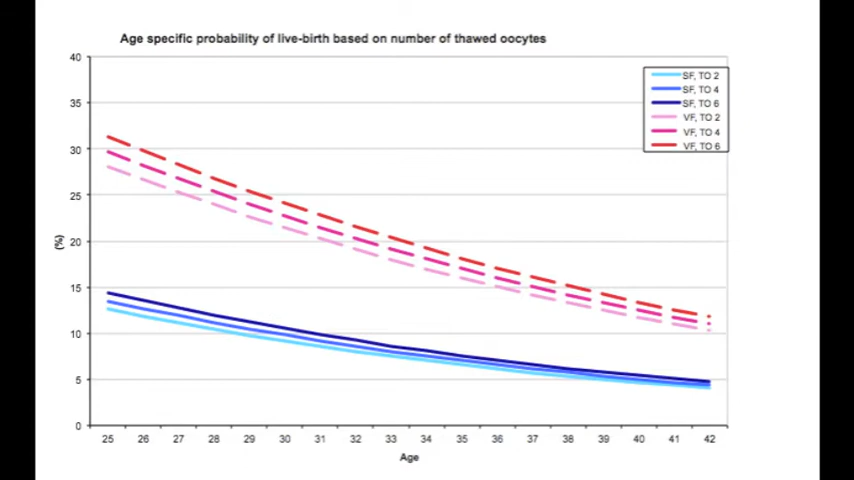 Age specific probability of live-birth based on number of thawed oocytes
40
35
30
25
20
15
10
5
0
(%)
SF, TO 2
SF, TO 4
SF, TO 6
VF, TO 2
VF, TO 4
VF, TO 6
25 26 27 28 29 30 31 32 33 34 35 36 37 38 39 40 41 42
Age